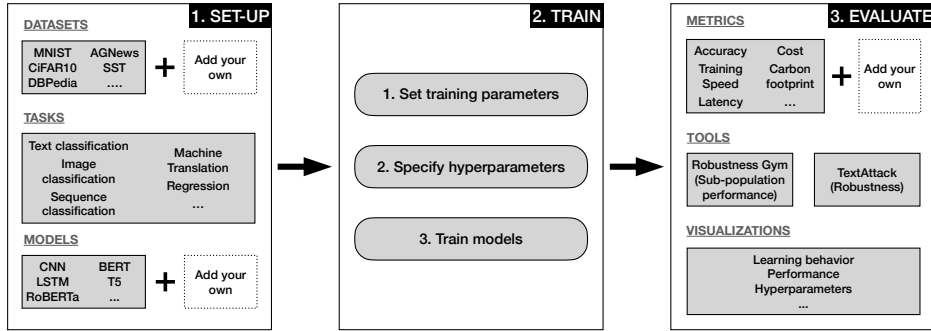 1. SET-UP
DATASETS
MNIST AGNews
CiFAR10 SST
DBPedia ....
+
Add your
own
TASKS
Text classification
Image
classification
Sequence
classification
Machine
Translation
Regression
...
MODELS
CNN BERT
LSTM T5
RoBERTa ...
+
Add your
own
2. TRAIN
1. Set training parameters
2. Specify hyperparameters
3. Train models
3. EVALUATE
METRICS
Accuracy
Training
Speed
Latency
Cost
Carbon
footprint
...
+
Add your
own
TOOLS
Robustness Gym
(Sub-population
performance)
TextAttack
(Robustness)
VISUALIZATIONS
Learning behavior
Performance
Hyperparameters
...